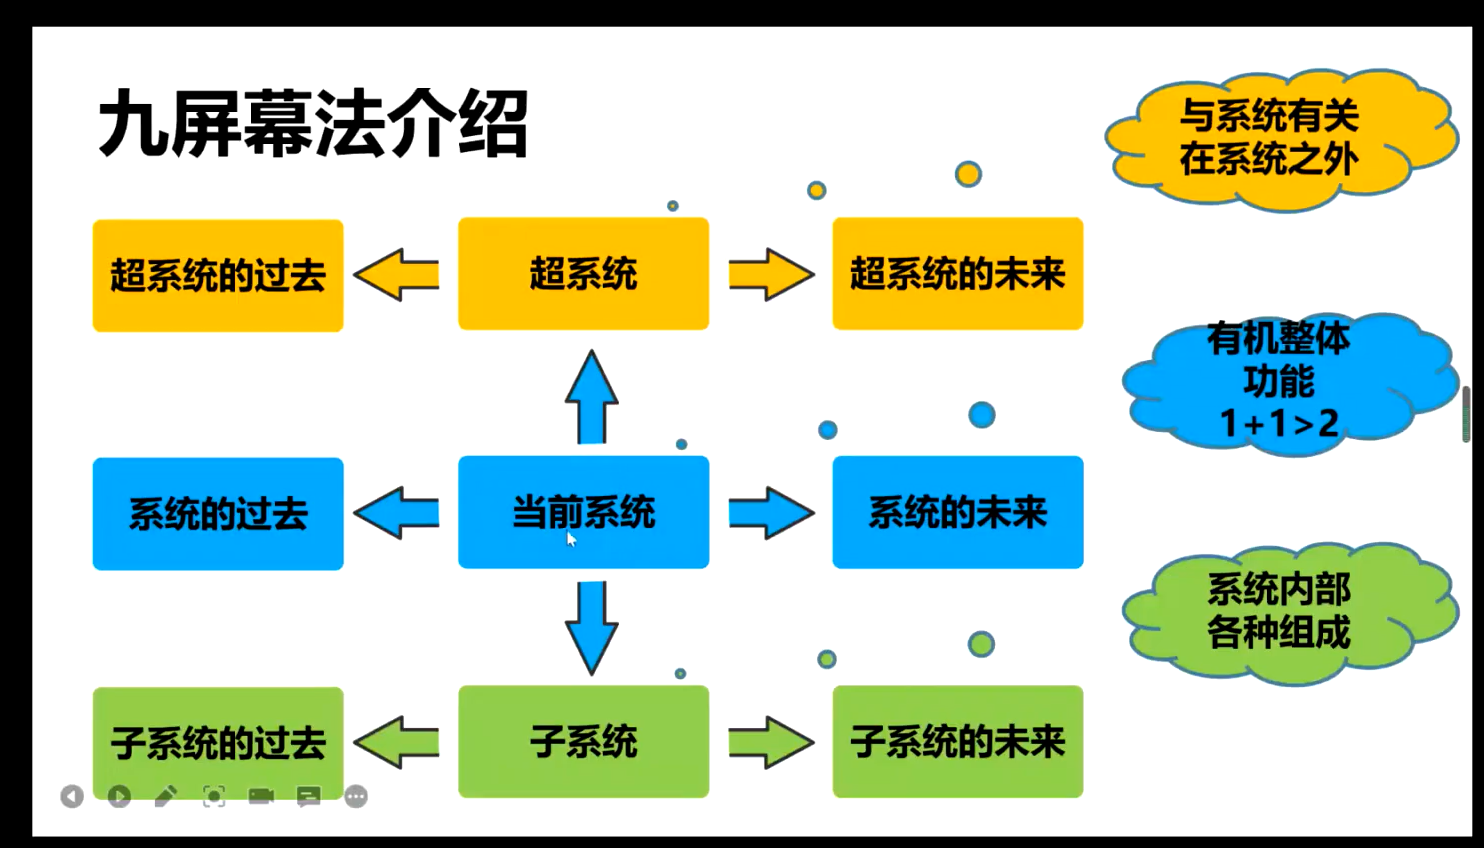 九屏幕法介绍
与系统有关
在系统之外
超系统的过去
超系统
超系统的未来
有机整体
功能
1+1>2
系统的过去
当前系统
系统的未来
系统内部
各种组成
子系统的过去
子系统
子系统的未来